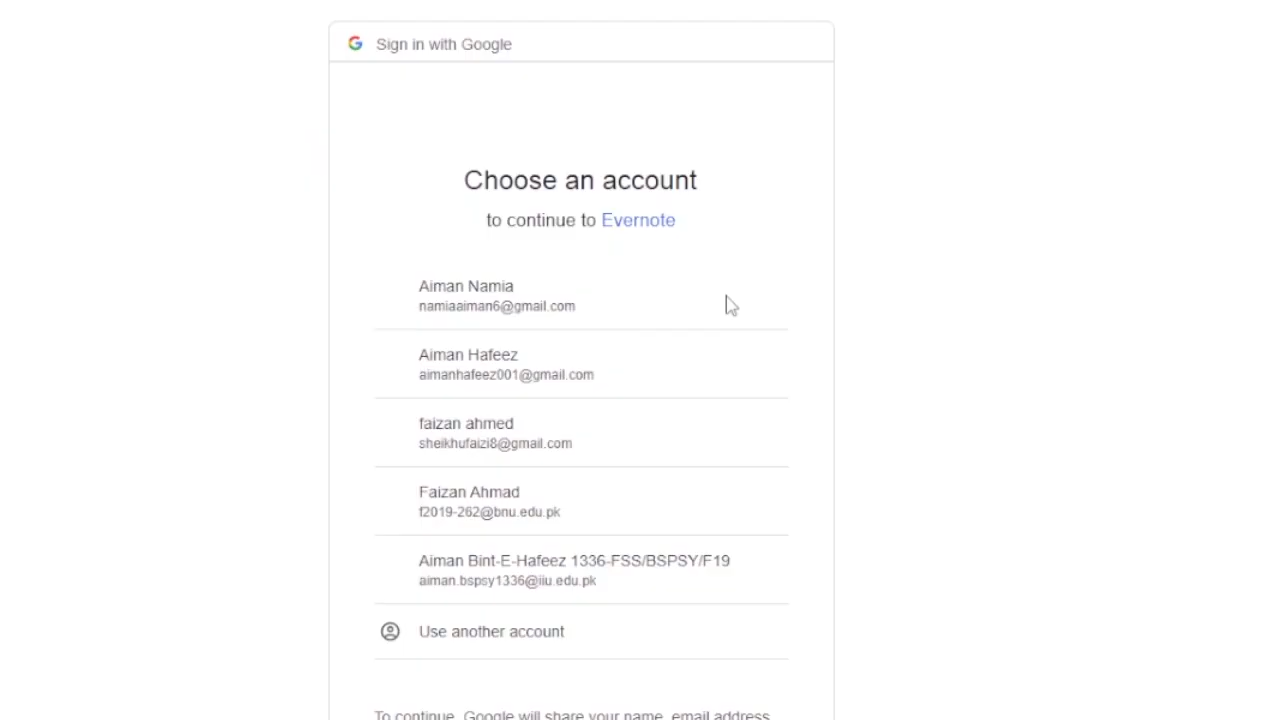 Sign in with Google
Choose an account
to continue to Evernote
Aiman Namia
namiaaiman6@gmail.com
Aiman Hafeez
aimanhafeez001@gmail.com
faizan ahmed
sheikhufaizi8@gmail.com
Faizan Ahmad
f2019-262@bnu.edu.pk
Aiman Bint-E-Hafeez 1336-FSS/BSPSY/F19
aiman.bspsy1336@iiu.edu.pk
Use another account
To continue, Google will share your name, email address,